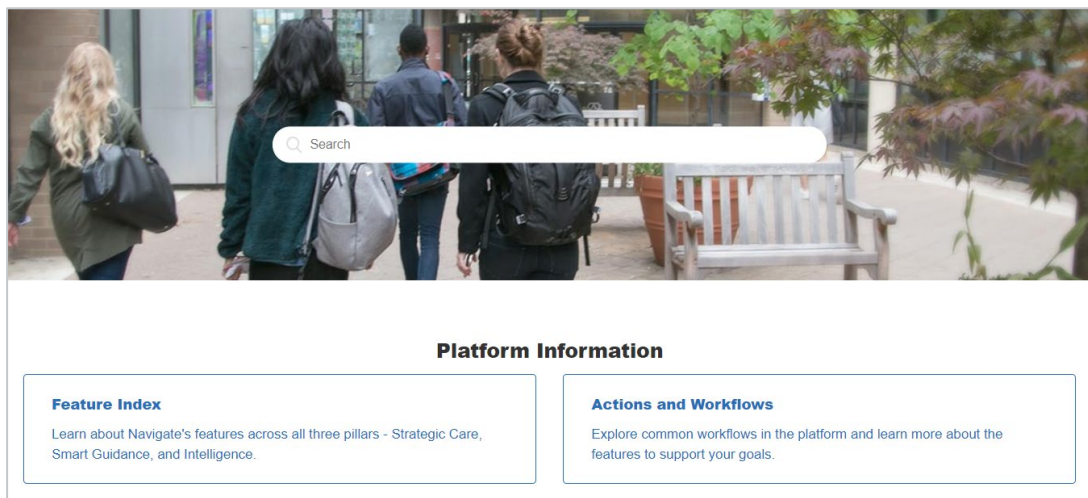 Search
Platform Information
Feature Index
Learn about Navigate's features across all three pillars - Strategic Care,
Smart Guidance, and Intelligence.
Actions and Workflows
Explore common workflows in the platform and learn more about the
features to support your goals.